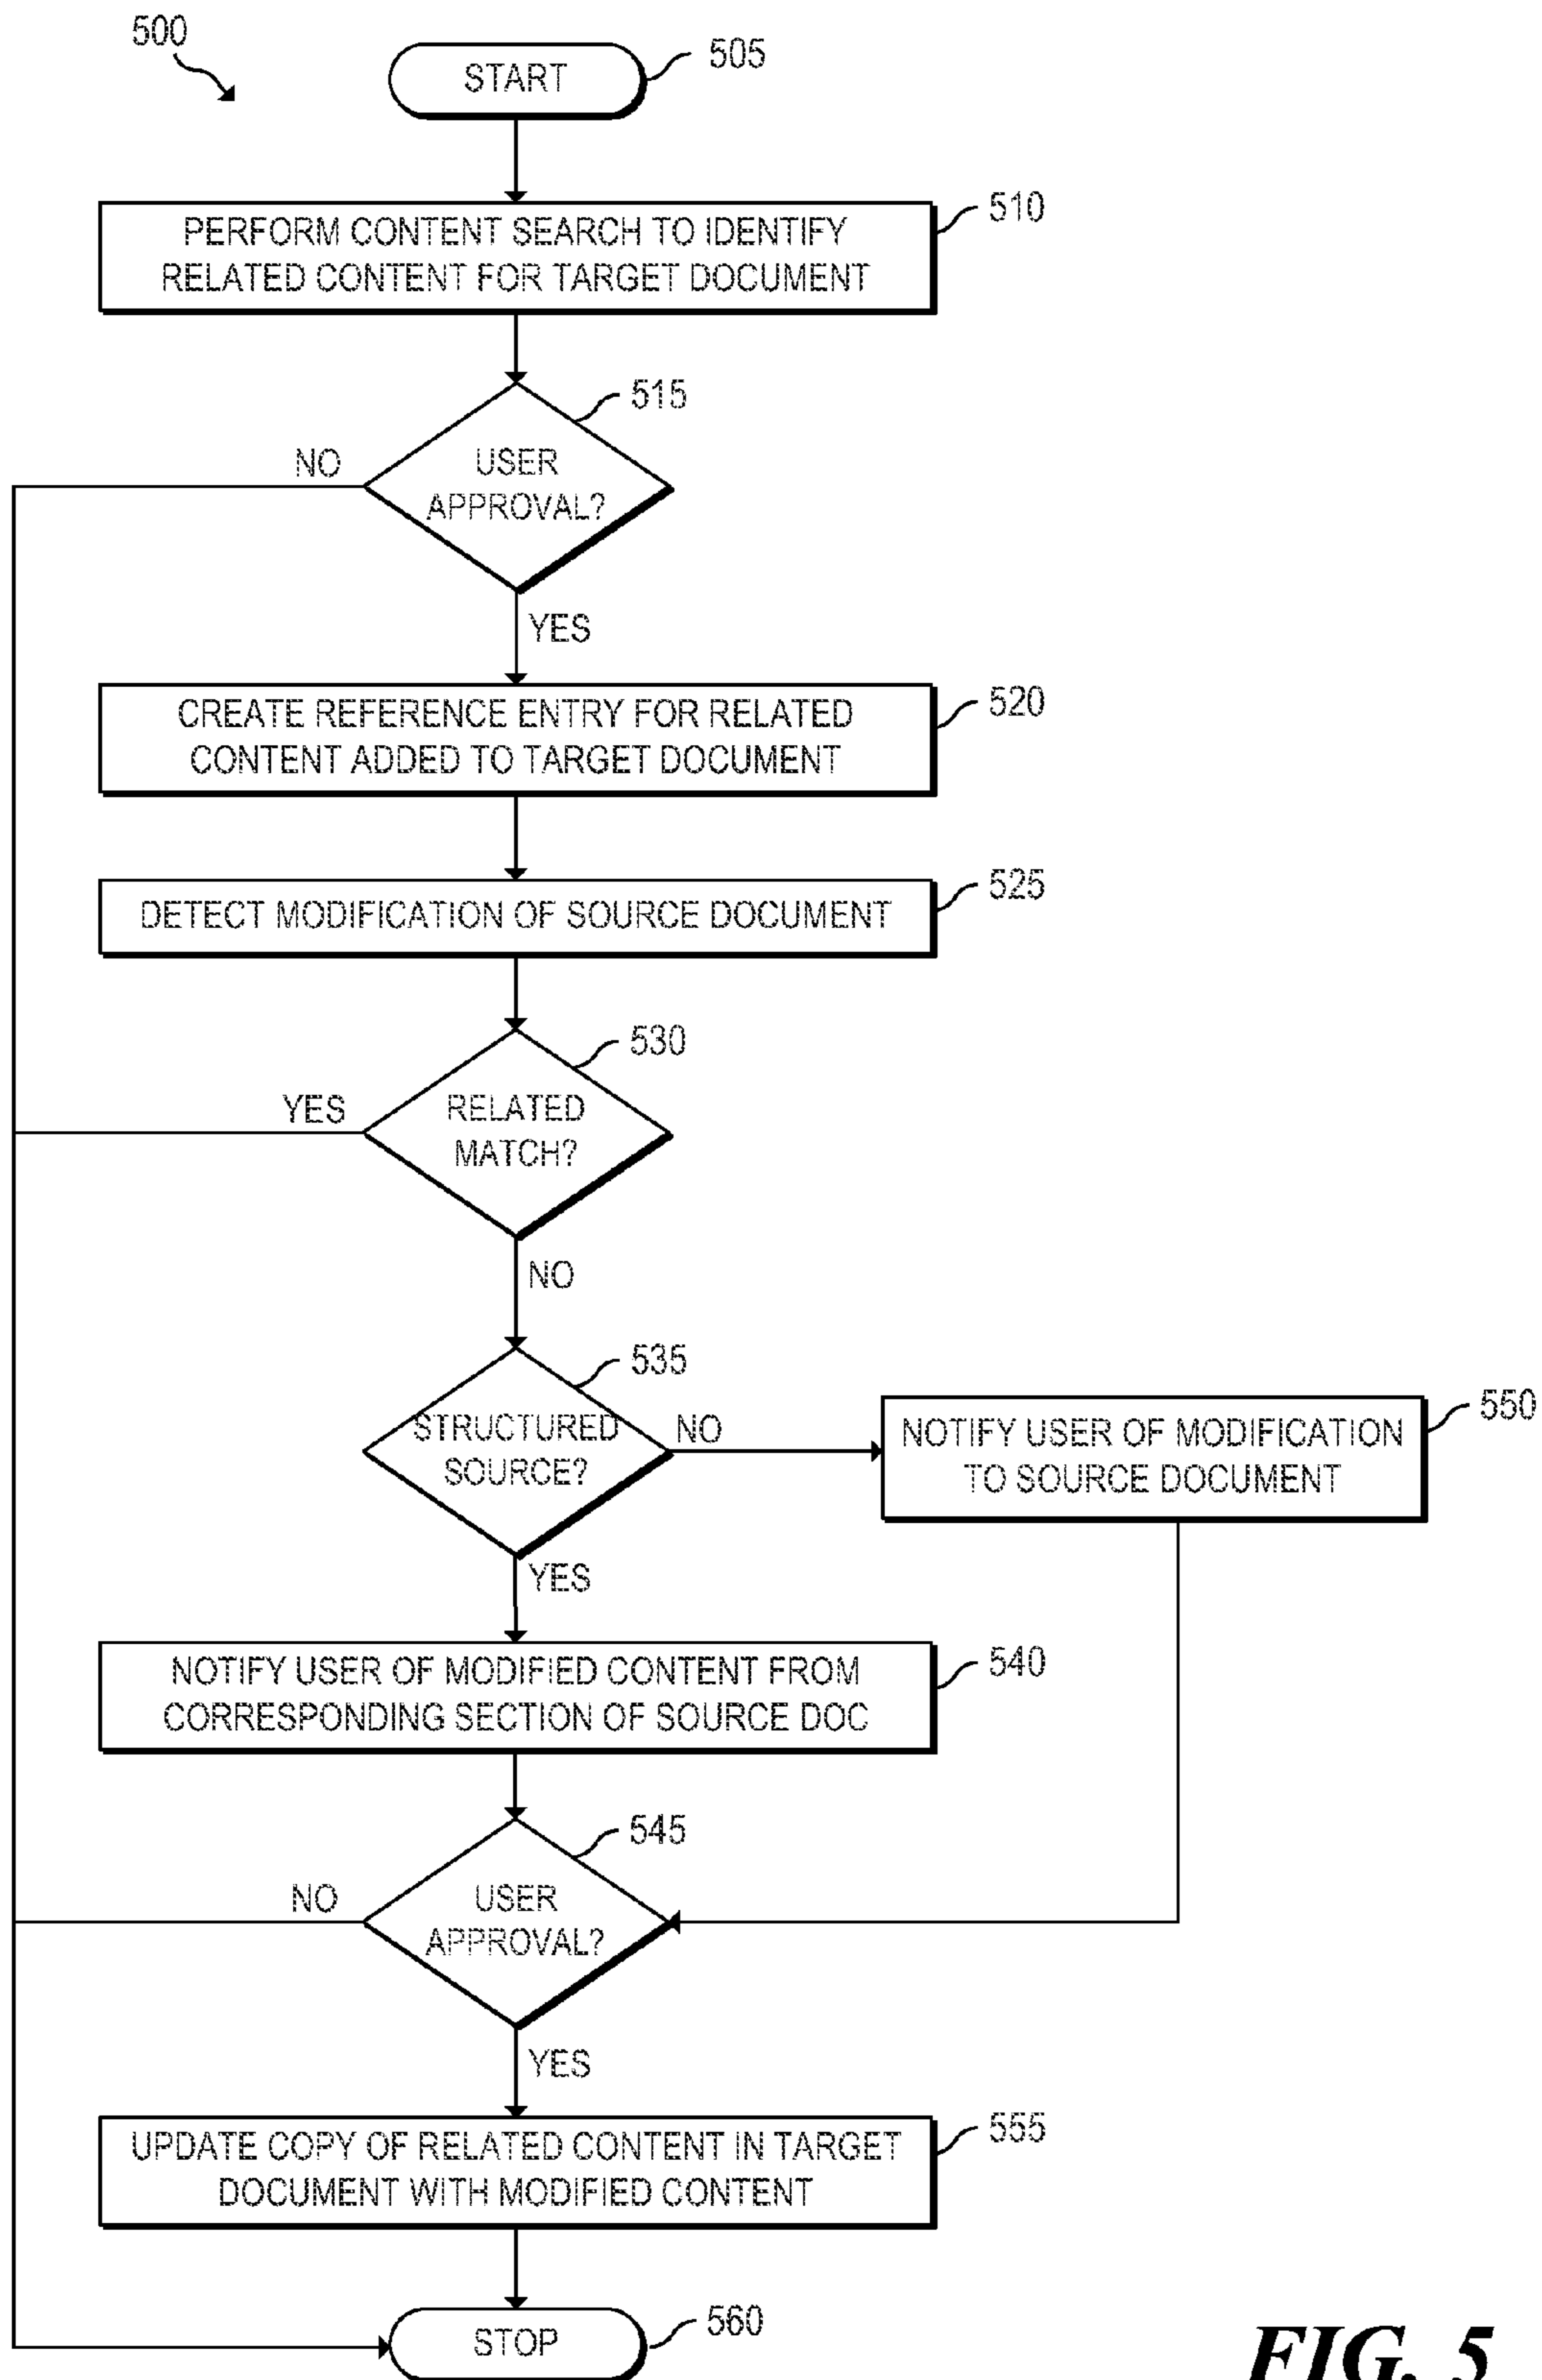 500
START
505
PERFORM CONTENT SEARCH TO IDENTIFY
RELATED CONTENT FOR TARGET DOCUMENT
510
515
USER
APPROVAL?
NO
YES
CREATE REFERENCE ENTRY FOR RELATED
CONTENT ADDED TO TARGET DOCUMENT
520
DETECT MODIFICATION OF SOURCE DOCUMENT
525
530
RELATED
MATCH?
YES
NO
535
STRUCTURED
SOURCE?
NO
NOTIFY USER OF MODIFICATION
TO SOURCE DOCUMENT
550
YES
NOTIFY USER OF MODIFIED CONTENT FROM
CORRESPONDING SECTION OF SOURCE DOC
540
545
USER
APPROVAL?
NO
YES
UPDATE COPY OF RELATED CONTENT IN TARGET
DOCUMENT WITH MODIFIED CONTENT
555
STOP
560
FIG. 5